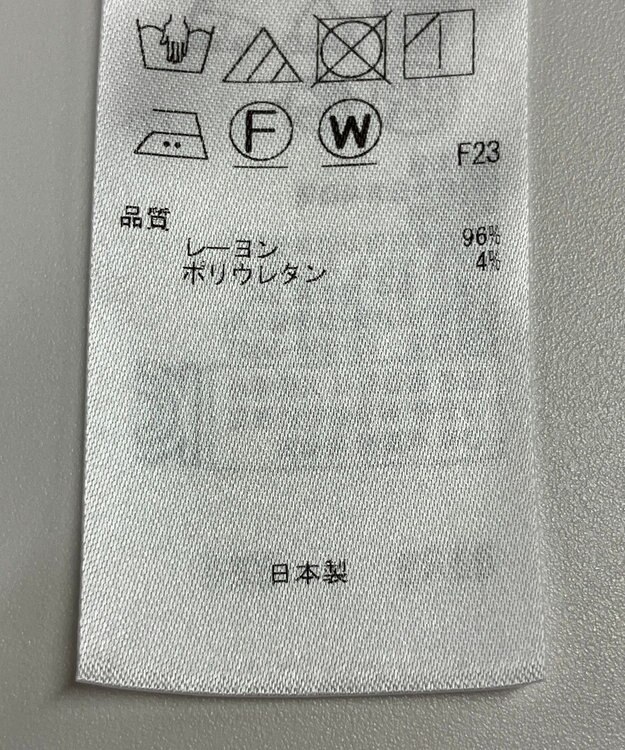 F W
F23
品質
レーヨン 96%
ポリウレタン 4%
日本製